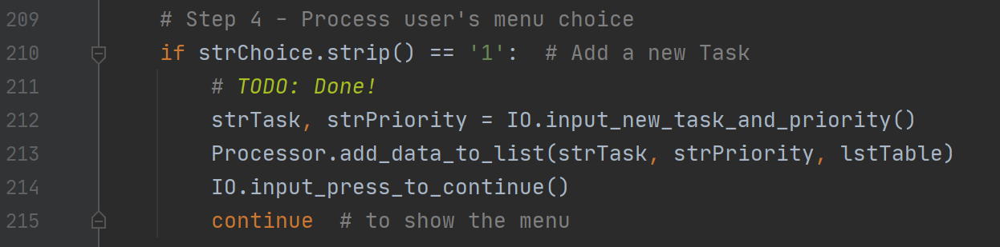 209 # Step 4 - Process user's menu choice
210 if strChoice.strip() == '1':  # Add a new Task
211 # TODO: Done!
212 strTask, strPriority = IO.input_new_task_and_priority()
213 Processor.add_data_to_list(strTask, strPriority, lstTable)
214 IO.input_press_to_continue()
215 continue  # to show the menu